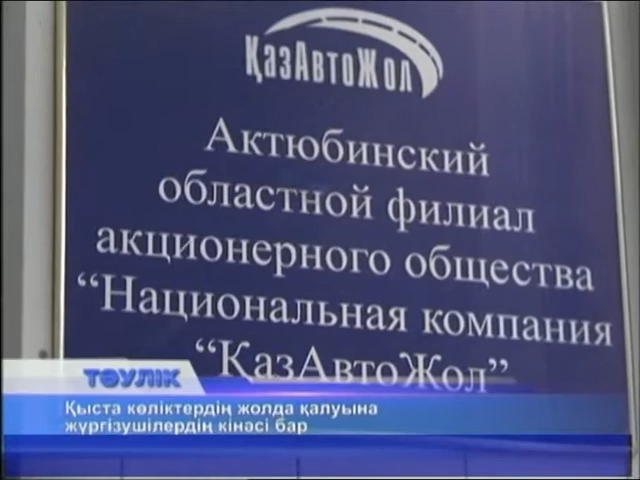 ҚазАвтоЖол
Актюбинский
областной филиал
акционерного общества
“Национальная компания
“ҚазАвтоЖол”
ТӘУЛІК
Қыста көліктердің жолда қалуына
жүргізушілердің кінәсі бар